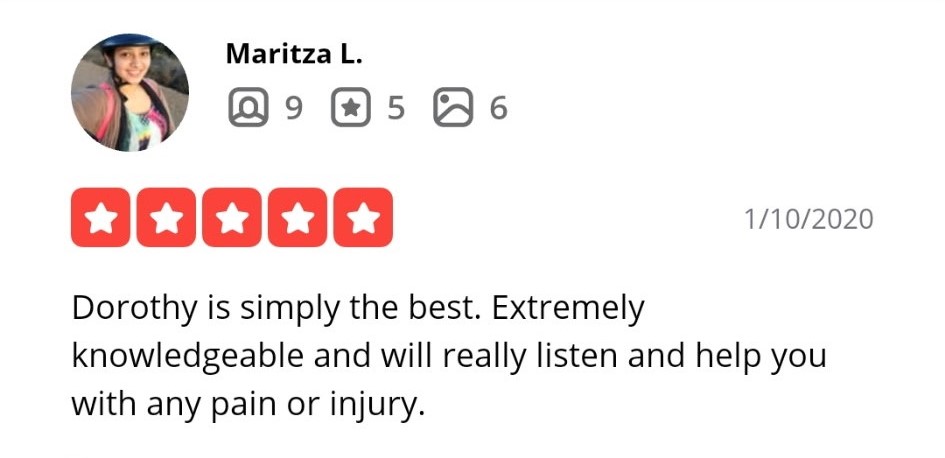 Maritza L.
9 5 6
1/10/2020
Dorothy is simply the best. Extremely
knowledgeable and will really listen and help you
with any pain or injury.